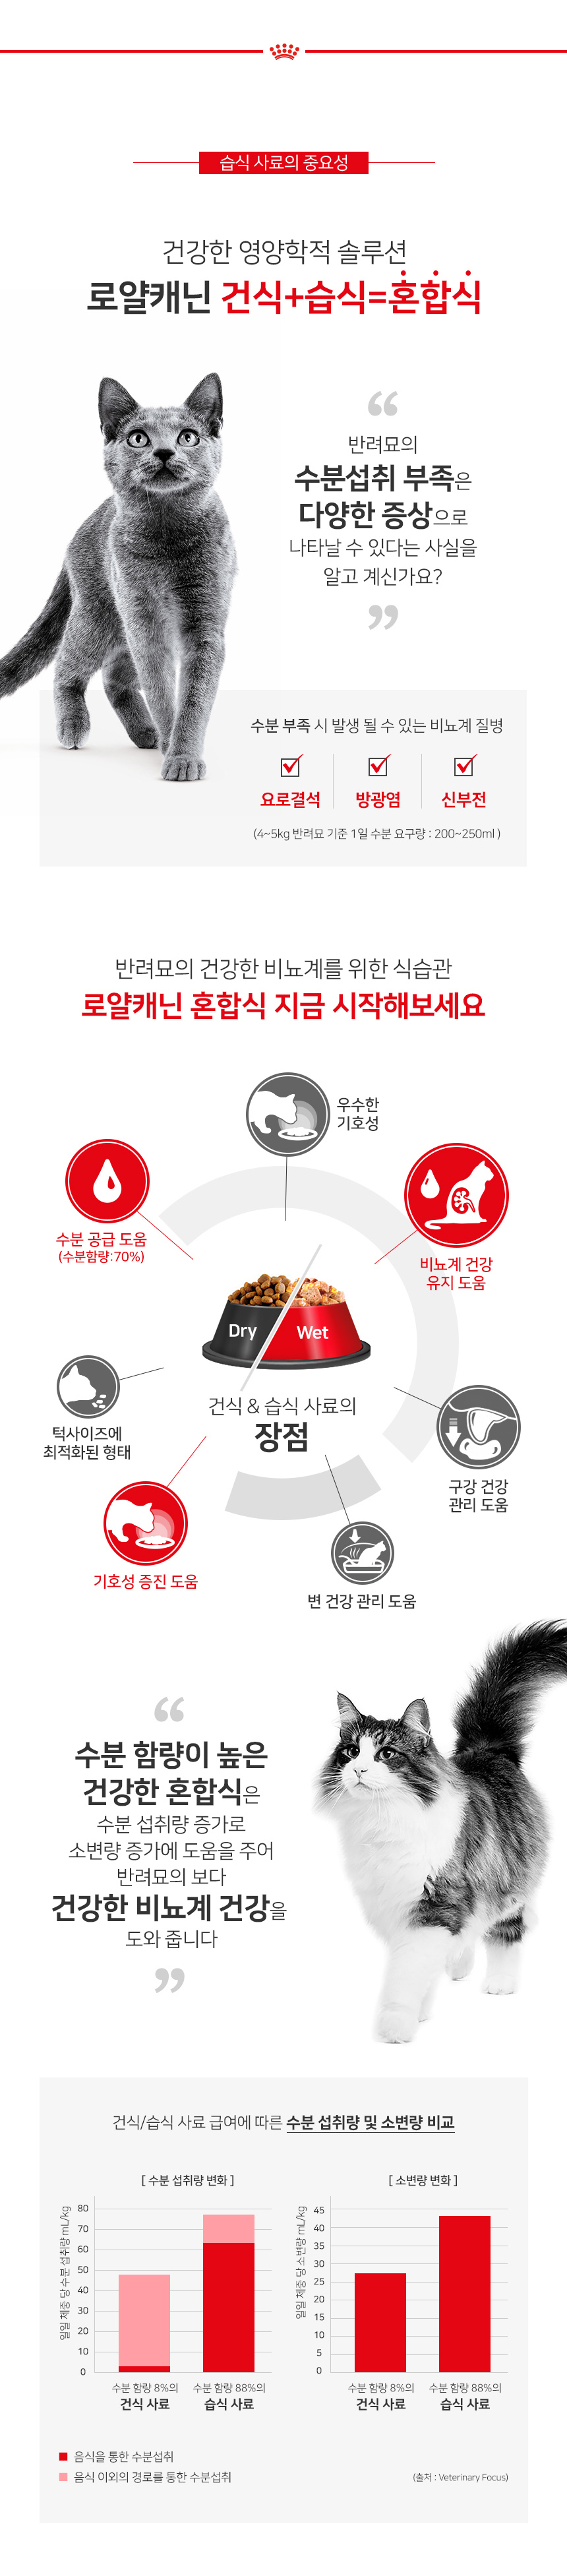 습식 사료의 중요성
건강한 영양학적 솔루션
로얄캐닌 건식+습식=혼합식
“
반려묘의
수분섭취 부족은
다양한 증상으로
나타날 수 있다는 사실을
알고 계신가요?
”
수분 부족 시 발생 될 수 있는 비뇨계 질병
요로결석
방광염
신부전
(4~5kg 반려묘 기준 1일 수분 요구량 : 200~250ml )
반려묘의 건강한 비뇨계를 위한 식습관
로얄캐닌 혼합식 지금 시작해보세요
우수한
기호성
수분 공급 도움
(수분함량:70%)
비뇨계 건강
유지 도움
Dry
Wet
건식 & 습식 사료의
장점
턱사이즈에
최적화된 형태
구강 건강
관리 도움
기호성 증진 도움
변 건강 관리 도움
“
수분 함량이 높은
건강한 혼합식은
수분 섭취량 증가로
소변량 증가에 도움을 주어
반려묘의 보다
건강한 비뇨계 건강을
도와 줍니다
”
건식/습식 사료 급여에 따른 수분 섭취량 및 소변량 비교
[ 수분 섭취량 변화 ]
일일 체중 당 수분 섭취량 mL/kg
80
70
60
50
40
30
20
10
0
수분 함량 8%의
건식 사료
수분 함량 88%의
습식 사료
[ 소변량 변화 ]
일일 체중 당 소변량 mL/kg
45
40
35
30
25
20
15
10
5
0
수분 함량 8%의
건식 사료
수분 함량 88%의
습식 사료
음식을 통한 수분섭취
음식 이외의 경로를 통한 수분섭취
(출처 : Veterinary Focus)